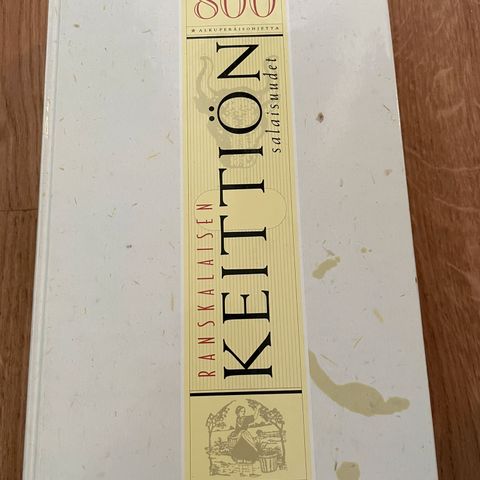 800
★ ALKUPERÄISOHJETTA
RANSKALAISEN
KEITTIÖN
salaisuudet